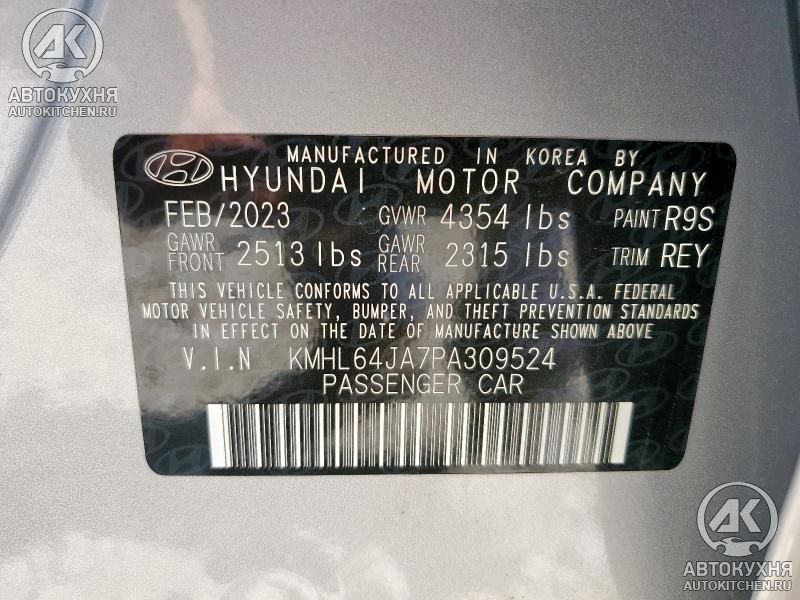 AK
АВТОКУХНЯ
AUTOKITCHEN.RU
MANUFACTURED IN KOREA BY
HYUNDAI MOTOR COMPANY
FEB/2023 GVWR 4354 lbs PAINT R9S
GAWR FRONT 2513 lbs GAWR REAR 2315 lbs TRIM REY
THIS VEHICLE CONFORMS TO ALL APPLICABLE U.S.A. FEDERAL
MOTOR VEHICLE SAFETY, BUMPER, AND THEFT PREVENTION STANDARDS
IN EFFECT ON THE DATE OF MANUFACTURE SHOWN ABOVE
V.I.N KMHL64JA7PA309524
PASSENGER CAR
AK
АВТОКУХНЯ
AUTOKITCHEN.RU